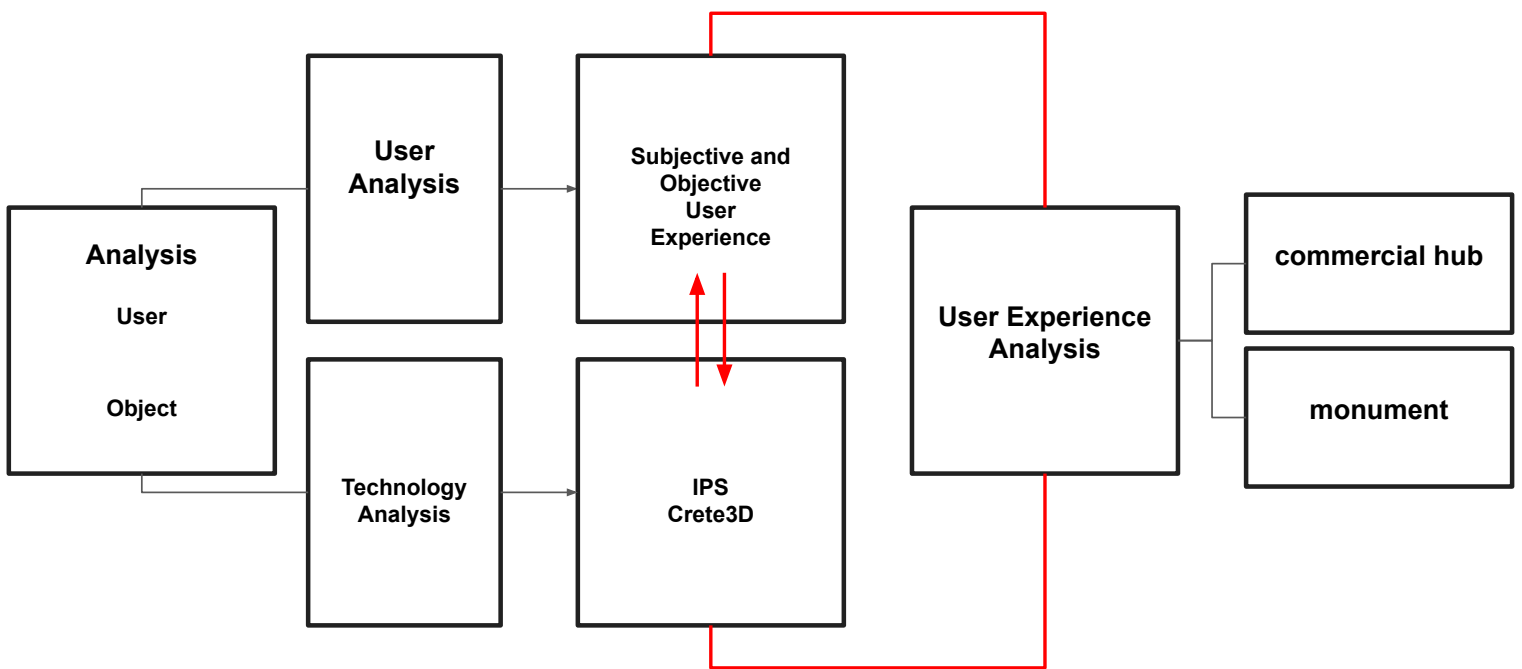 Analysis
User
Object
User
Analysis
Technology
Analysis
Subjective and
Objective
User
Experience
IPS
Crete3D
User Experience
Analysis
commercial hub
monument